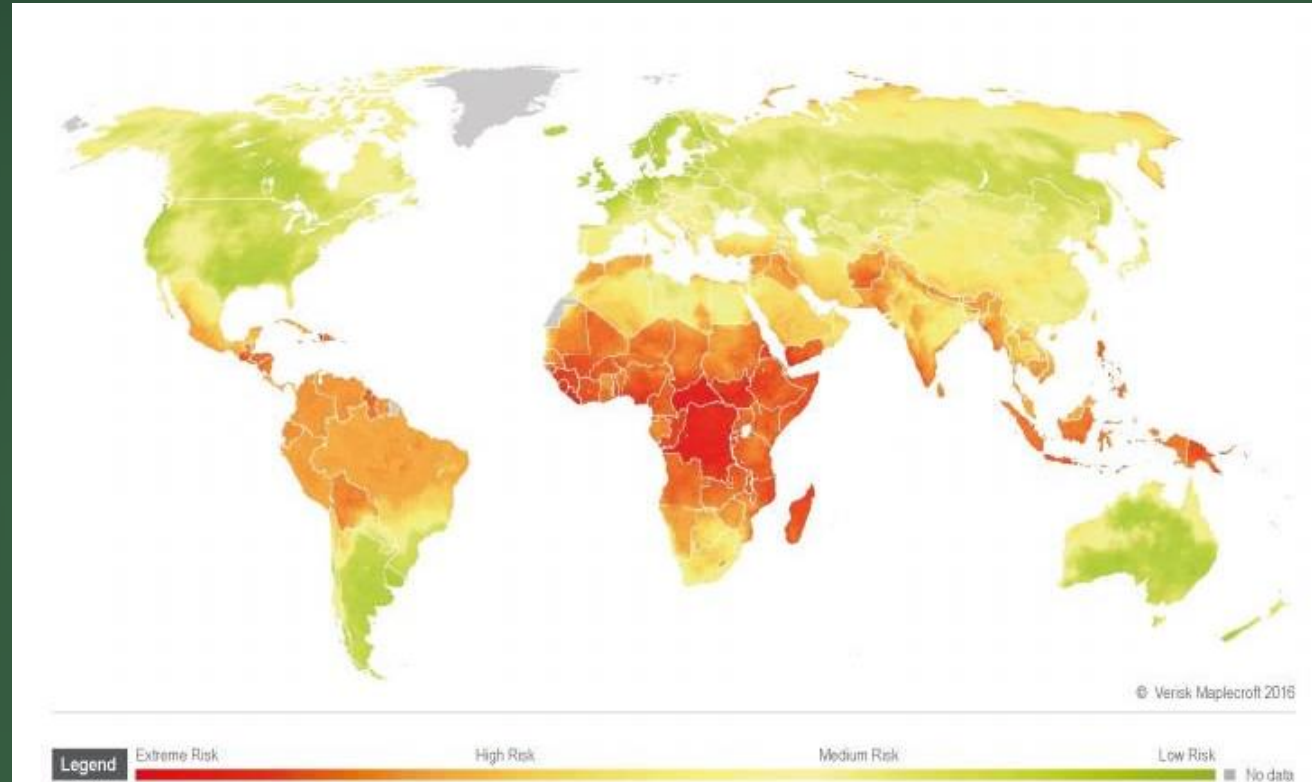 © Verisk Maplecroft 2016
Legend
Extreme Risk
High Risk
Medium Risk
Low Risk
No data